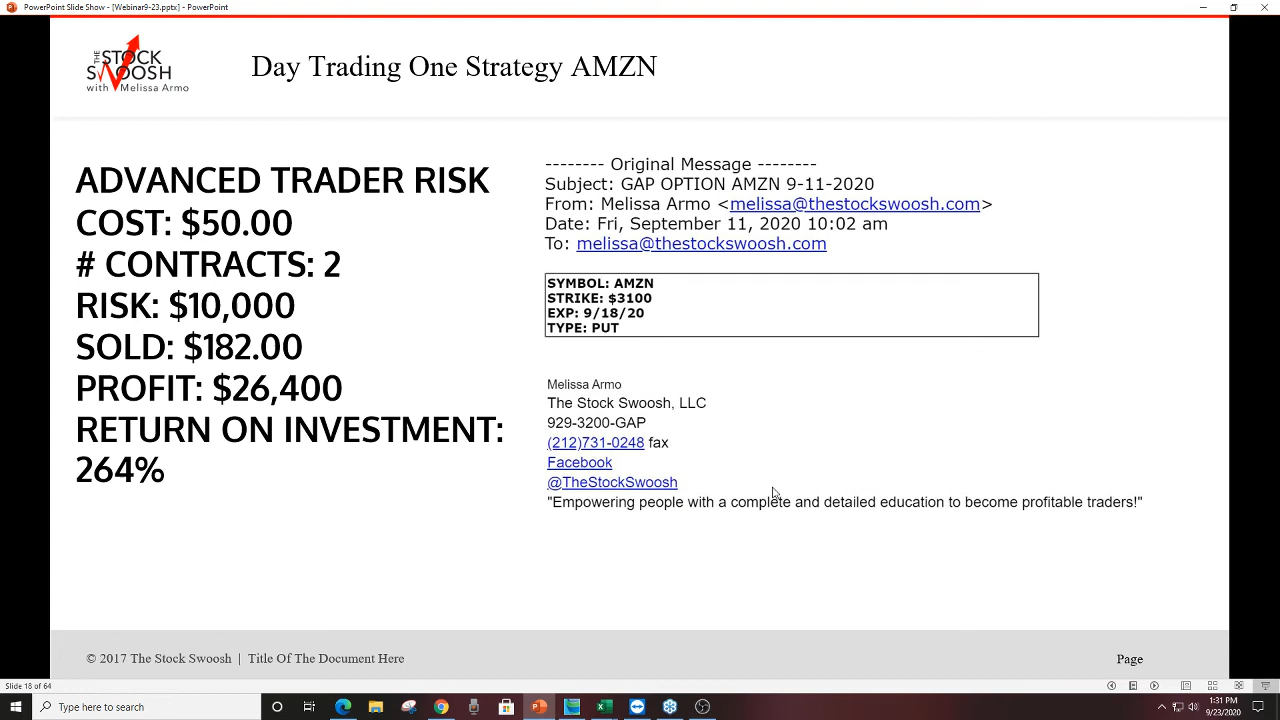 PowerPoint Slide Show - [Webinar9-23.pptx] - PowerPoint
THE
STOCK
SWOOSH
with Melissa Armo
Day Trading One Strategy AMZN
ADVANCED TRADER RISK
COST: $50.00
# CONTRACTS: 2
RISK: $10,000
SOLD: $182.00
PROFIT: $26,400
RETURN ON INVESTMENT:
264%
-------- Original Message --------
Subject: GAP OPTION AMZN 9-11-2020
From: Melissa Armo <melissa@thestockswoosh.com>
Date: Fri, September 11, 2020 10:02 am
To: melissa@thestockswoosh.com
SYMBOL: AMZN
STRIKE: $3100
EXP: 9/18/20
TYPE: PUT
Melissa Armo
The Stock Swoosh, LLC
929-3200-GAP
(212)731-0248 fax
Facebook
@TheStockSwoosh
"Empowering people with a complete and detailed education to become profitable traders!"
© 2017 The Stock Swoosh | Title Of The Document Here
Page
Slide 18 of 64
Type here to search
1:31 PM
9/23/2020